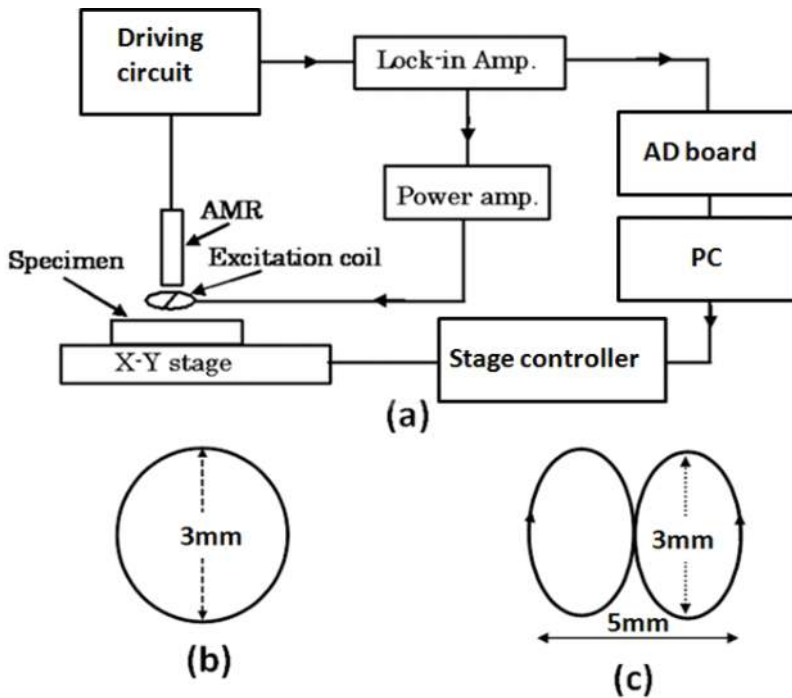 Driving
circuit
Lock-in Amp.
AD board
Power amp.
AMR
PC
Specimen
Excitation coil
X-Y stage
Stage controller
(a)
3mm
3mm
5mm
(b)
(c)